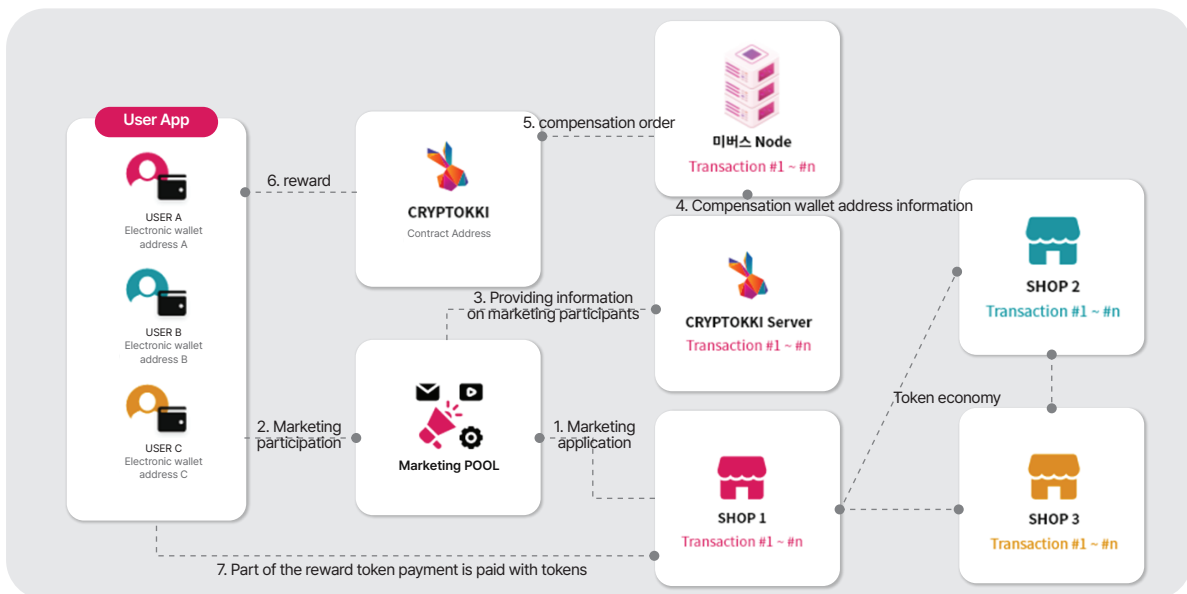 User App
USER A
Electronic wallet
address A
USER B
Electronic wallet
address B
USER C
Electronic wallet
address C
6. reward
CRYPTOKKI
Contract Address
5. compensation order
미버스 Node
Transaction #1 ~ #n
4. Compensation wallet address information
3. Providing information
on marketing participants
CRYPTOKKI Server
Transaction #1 ~ #n
2. Marketing
participation
Marketing POOL
1. Marketing
application
SHOP 1
Transaction #1 ~ #n
SHOP 2
Transaction #1 ~ #n
Token economy
SHOP 3
Transaction #1 ~ #n
7. Part of the reward token payment is paid with tokens